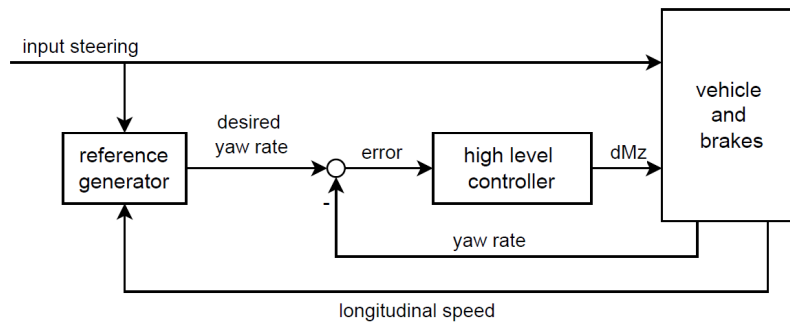 input steering
vehicle
and
brakes
desired
yaw rate
reference
generator
error
high level
controller
dMz
-
yaw rate
longitudinal speed